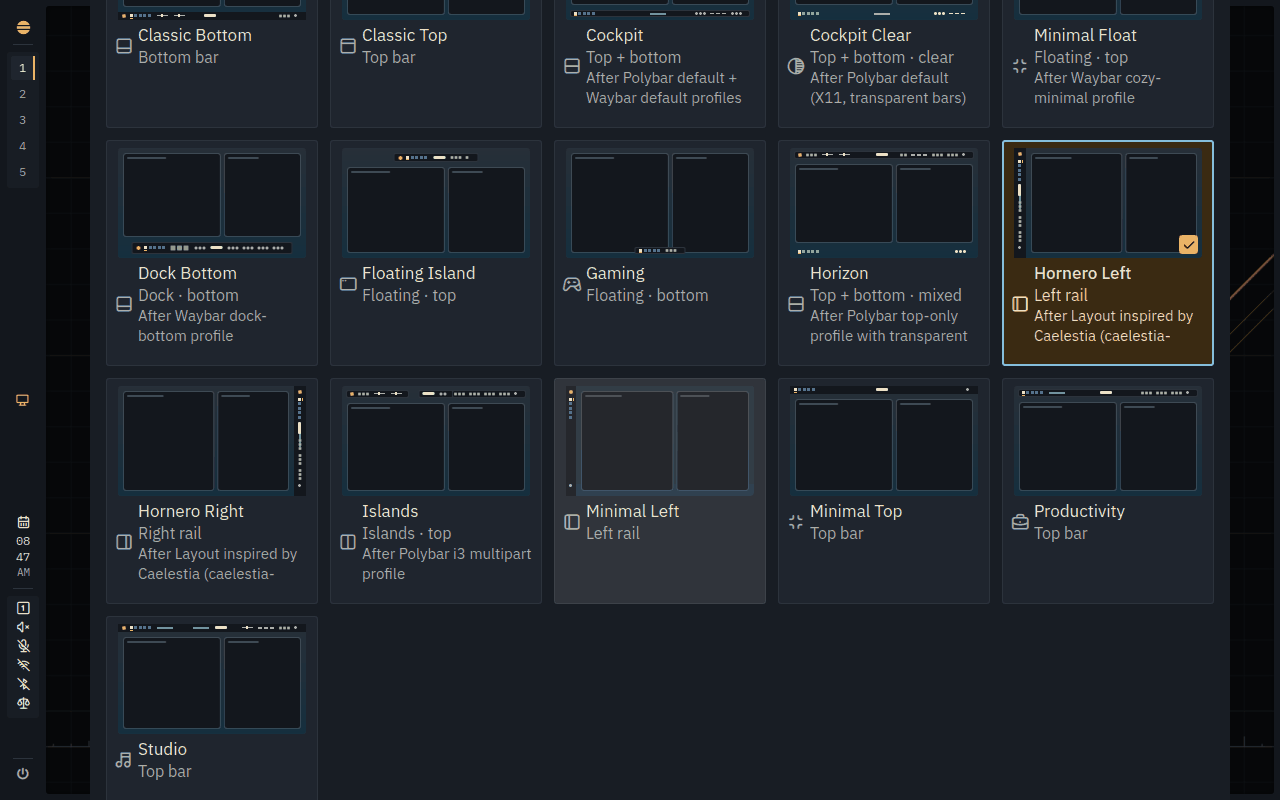 1
2
3
4
5
08
47
AM
1
Classic Bottom
Bottom bar
Classic Top
Top bar
Cockpit
Top + bottom
After Polybar default +
Waybar default profiles
Cockpit Clear
Top + bottom · clear
After Polybar default
(X11, transparent bars)
Minimal Float
Floating · top
After Waybar cozy-
minimal profile
Dock Bottom
Dock · bottom
After Waybar dock-
bottom profile
Floating Island
Floating · top
Gaming
Floating · bottom
Horizon
Top + bottom · mixed
After Polybar top-only
profile with transparent
Hornero Left
Left rail
After Layout inspired by
Caelestia (caelestia-
Hornero Right
Right rail
After Layout inspired by
Caelestia (caelestia-
Islands
Islands · top
After Polybar i3 multipart
profile
Minimal Left
Left rail
Minimal Top
Top bar
Productivity
Top bar
Studio
Top bar